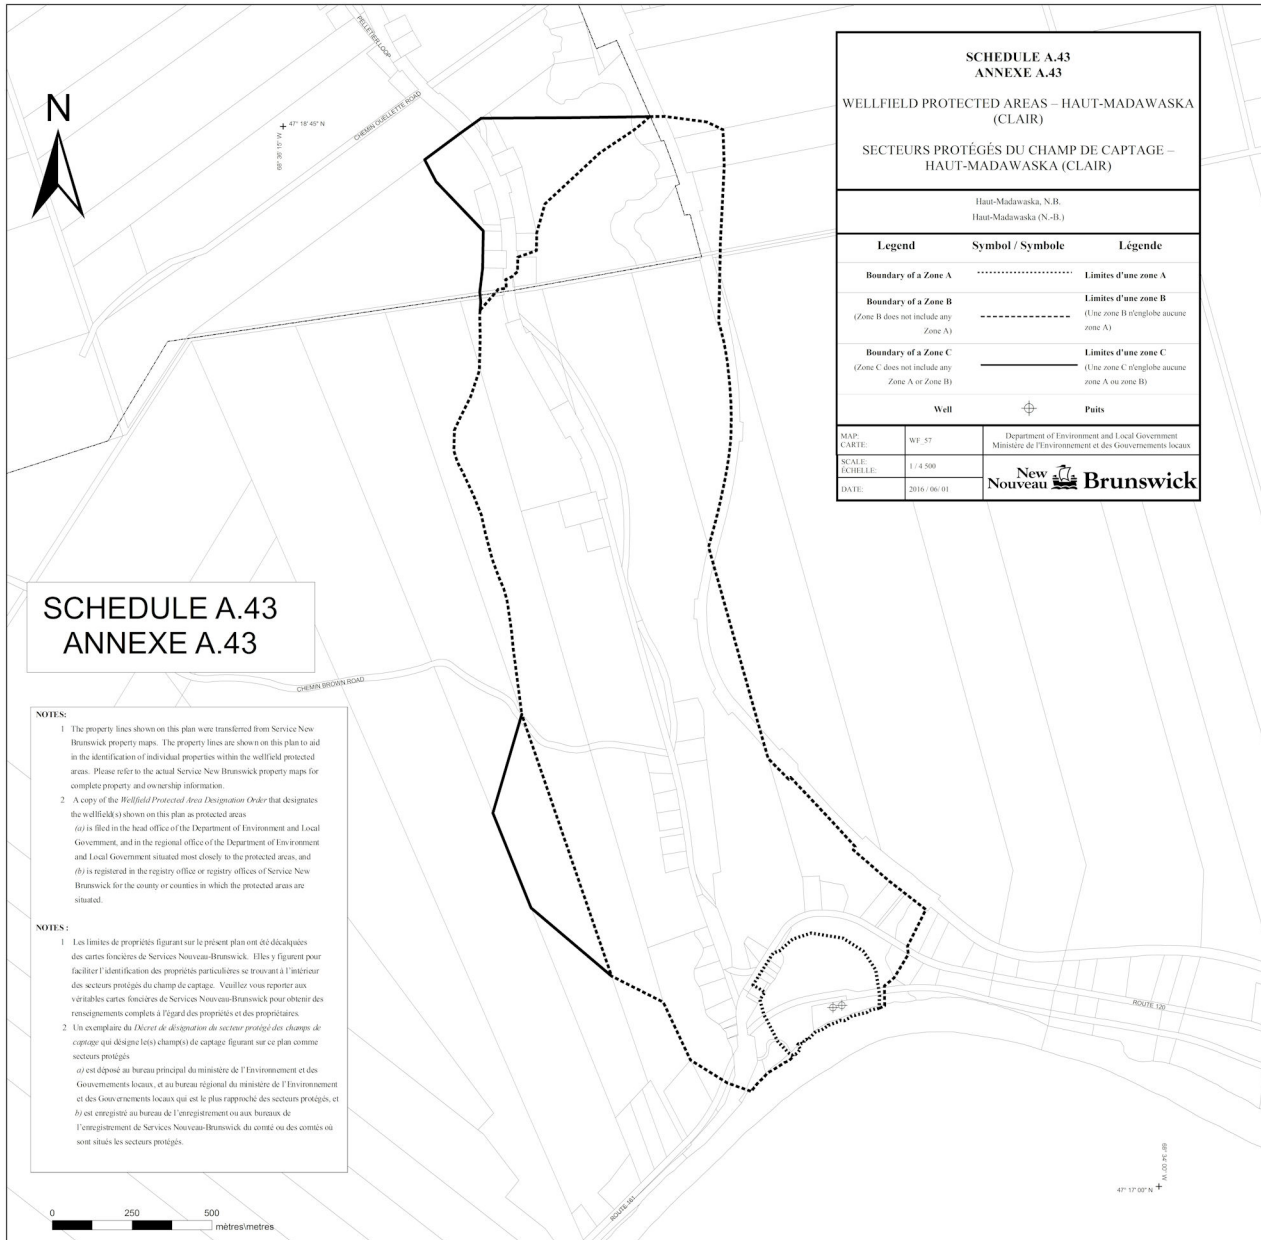 PELLETIER LOOP
CHEMIN OUELLETTE ROAD
N
47° 18' 45" N
68° 36' 15" W
SCHEDULE A.43
ANNEXE A.43
WELLFIELD PROTECTED AREAS – HAUT-MADAWASKA
(CLAIR)
SECTEURS PROTÉGÉS DU CHAMP DE CAPTAGE –
HAUT-MADAWASKA (CLAIR)
Haut-Madawaska, N.B.
Haut-Madawaska (N.-B.)
Legend Symbol / Symbole Légende
Boundary of a Zone A Limites d'une zone A
Boundary of a Zone B
(Zone B does not include any
Zone A)
Limites d'une zone B
(Une zone B n'englobe aucune
zone A)
Boundary of a Zone C
(Zone C does not include any
Zone A or Zone B)
Limites d'une zone C
(Une zone C n'englobe aucune
zone A ou zone B)
Well Puits
MAP:
CARTE:
WF_57
Department of Environment and Local Government
Ministère de l'Environnement et des Gouvernements locaux
SCALE:
ÉCHELLE:
1 / 4 500
DATE:
2016 / 06/ 01
New
Nouveau Brunswick
SCHEDULE A.43
ANNEXE A.43
CHEMIN BROWN ROAD
NOTES:
1 The property lines shown on this plan were transferred from Service New
Brunswick property maps. The property lines are shown on this plan to aid
in the identification of individual properties within the wellfield protected
areas. Please refer to the actual Service New Brunswick property maps for
complete property and ownership information.
2 A copy of the Wellfield Protected Area Designation Order that designates
the wellfield(s) shown on this plan as protected areas
(a) is filed in the head office of the Department of Environment and Local
Government, and in the regional office of the Department of Environment
and Local Government situated most closely to the protected areas, and
(b) is registered in the registry office or registry offices of Service New
Brunswick for the county or counties in which the protected areas are
situated.
NOTES :
1 Les limites de propriétés figurant sur le présent plan ont été décalquées
des cartes foncières de Services Nouveau-Brunswick. Elles y figurent pour
faciliter l'identification des propriétés particulières se trouvant à l'intérieur
des secteurs protégés du champ de captage. Veuillez vous reporter aux
véritables cartes foncières de Services Nouveau-Brunswick pour obtenir des
renseignements complets à l'égard des propriétés et des propriétaires.
2 Un exemplaire du Décret de désignation du secteur protégé des champs de
captage qui désigne le(s) champ(s) de captage figurant sur ce plan comme
secteurs protégés
a) est déposé au bureau principal du ministère de l'Environnement et des
Gouvernements locaux, et au bureau régional du ministère de l'Environnement
et des Gouvernements locaux qui est le plus rapproché des secteurs protégés, et
b) est enregistré au bureau de l'enregistrement ou aux bureaux de
l'enregistrement de Services Nouveau-Brunswick du comté ou des comtés où
sont situés les secteurs protégés.
ROUTE 120
ROUTE 161
68° 34' 00" W
47° 17' 00" N
0 250 500
mètres\metres